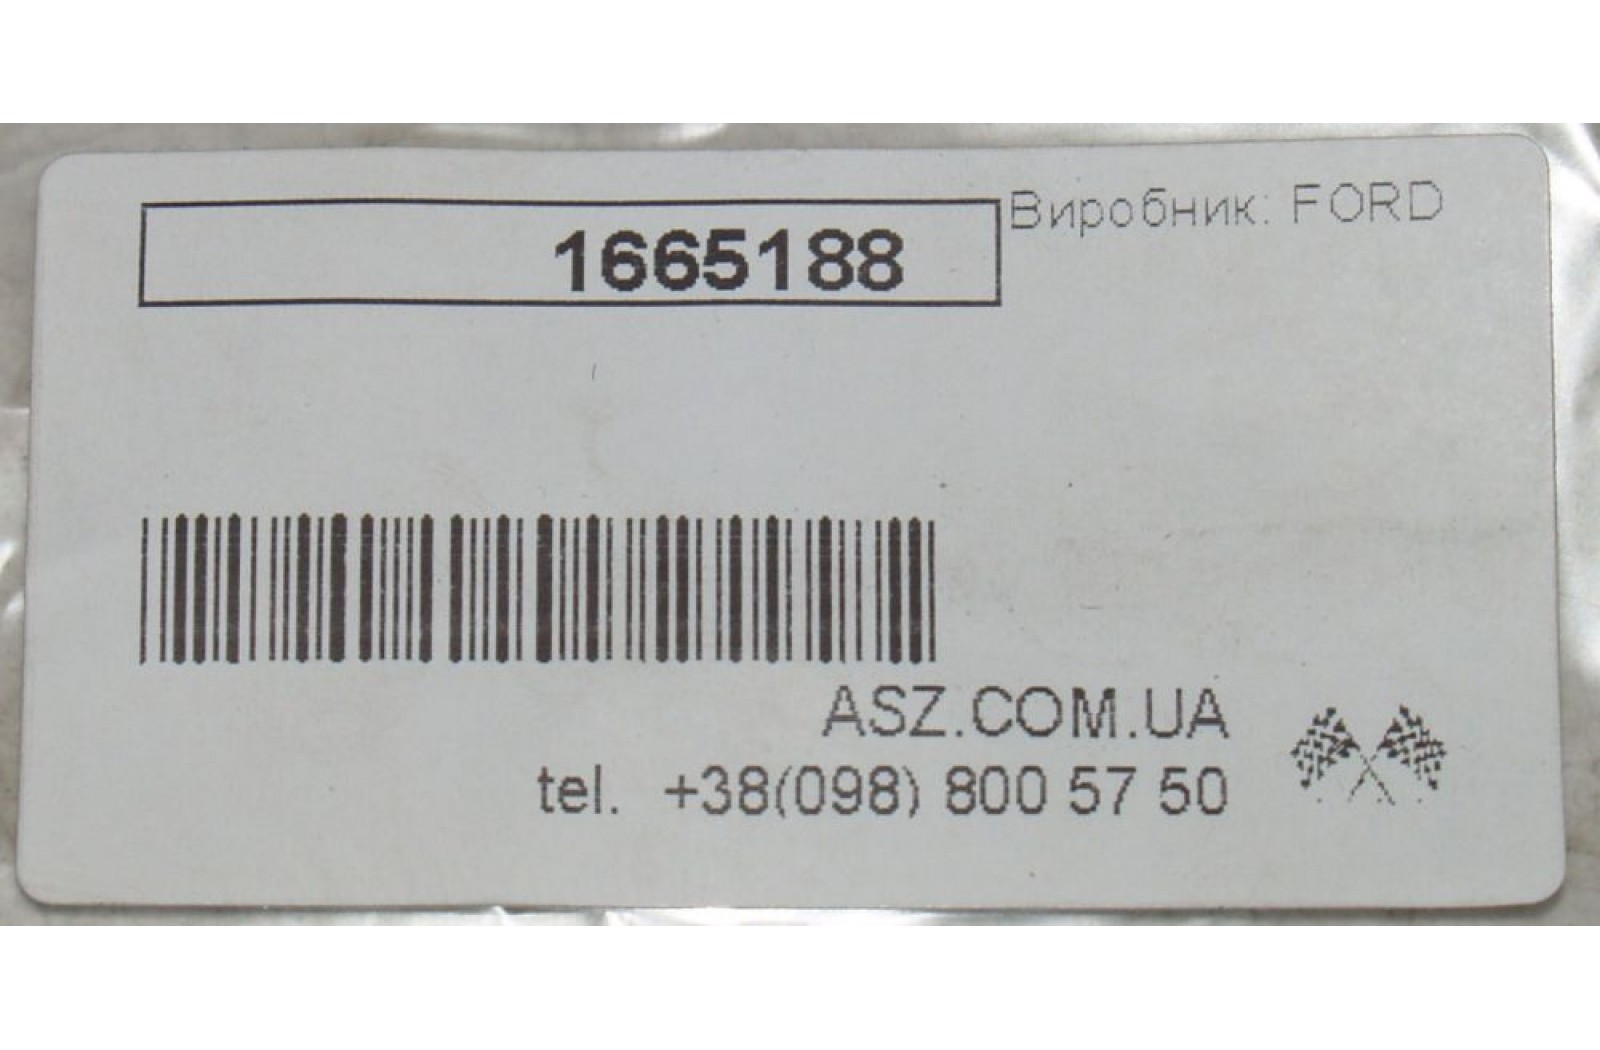 1665188
Виробник: FORD
ASZ.COM.UA
tel. +38(098) 800 57 50